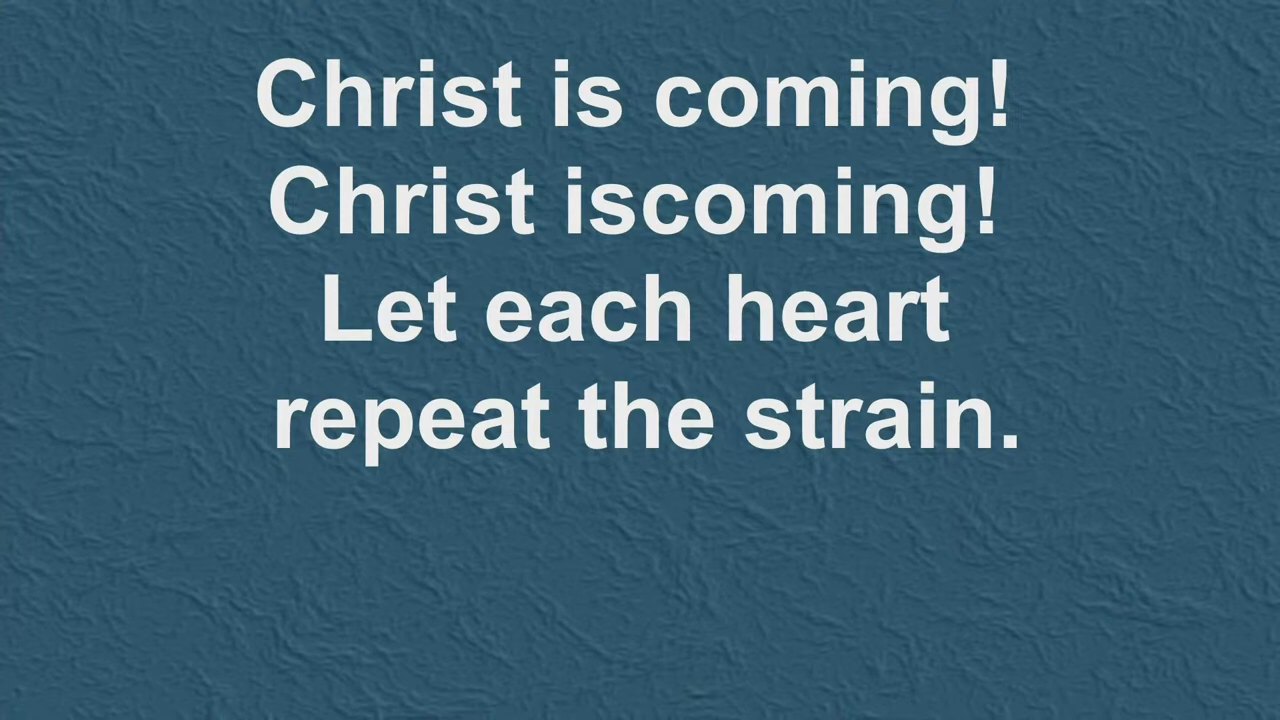 Christ is coming!
Christ iscoming!
Let each heart
repeat the strain.